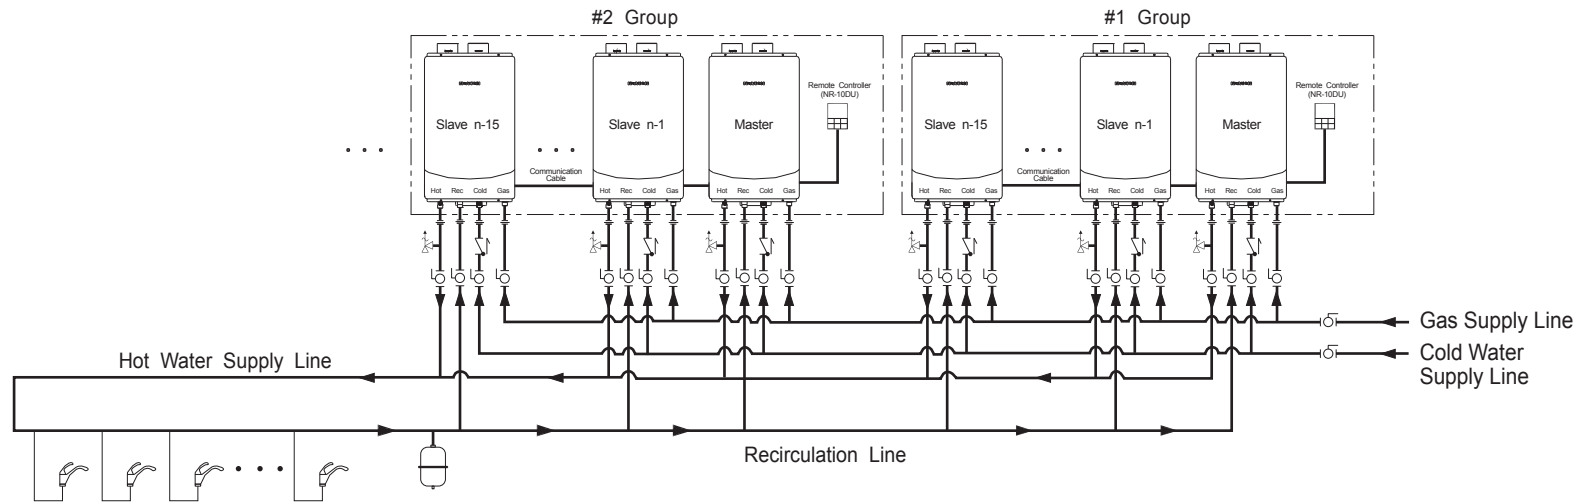 #2 Group
#1 Group
Remote Controller
(NR-10DU)
Remote Controller
(NR-10DU)
Slave n-15
Slave n-1
Master
Slave n-15
Slave n-1
Master
Communication
Cable
Communication
Cable
Hot Rec Cold Gas
Hot Rec Cold Gas
Hot Rec Cold Gas
Hot Rec Cold Gas
Hot Rec Cold Gas
Hot Rec Cold Gas
Gas Supply Line
Cold Water
Supply Line
Hot Water Supply Line
Recirculation Line